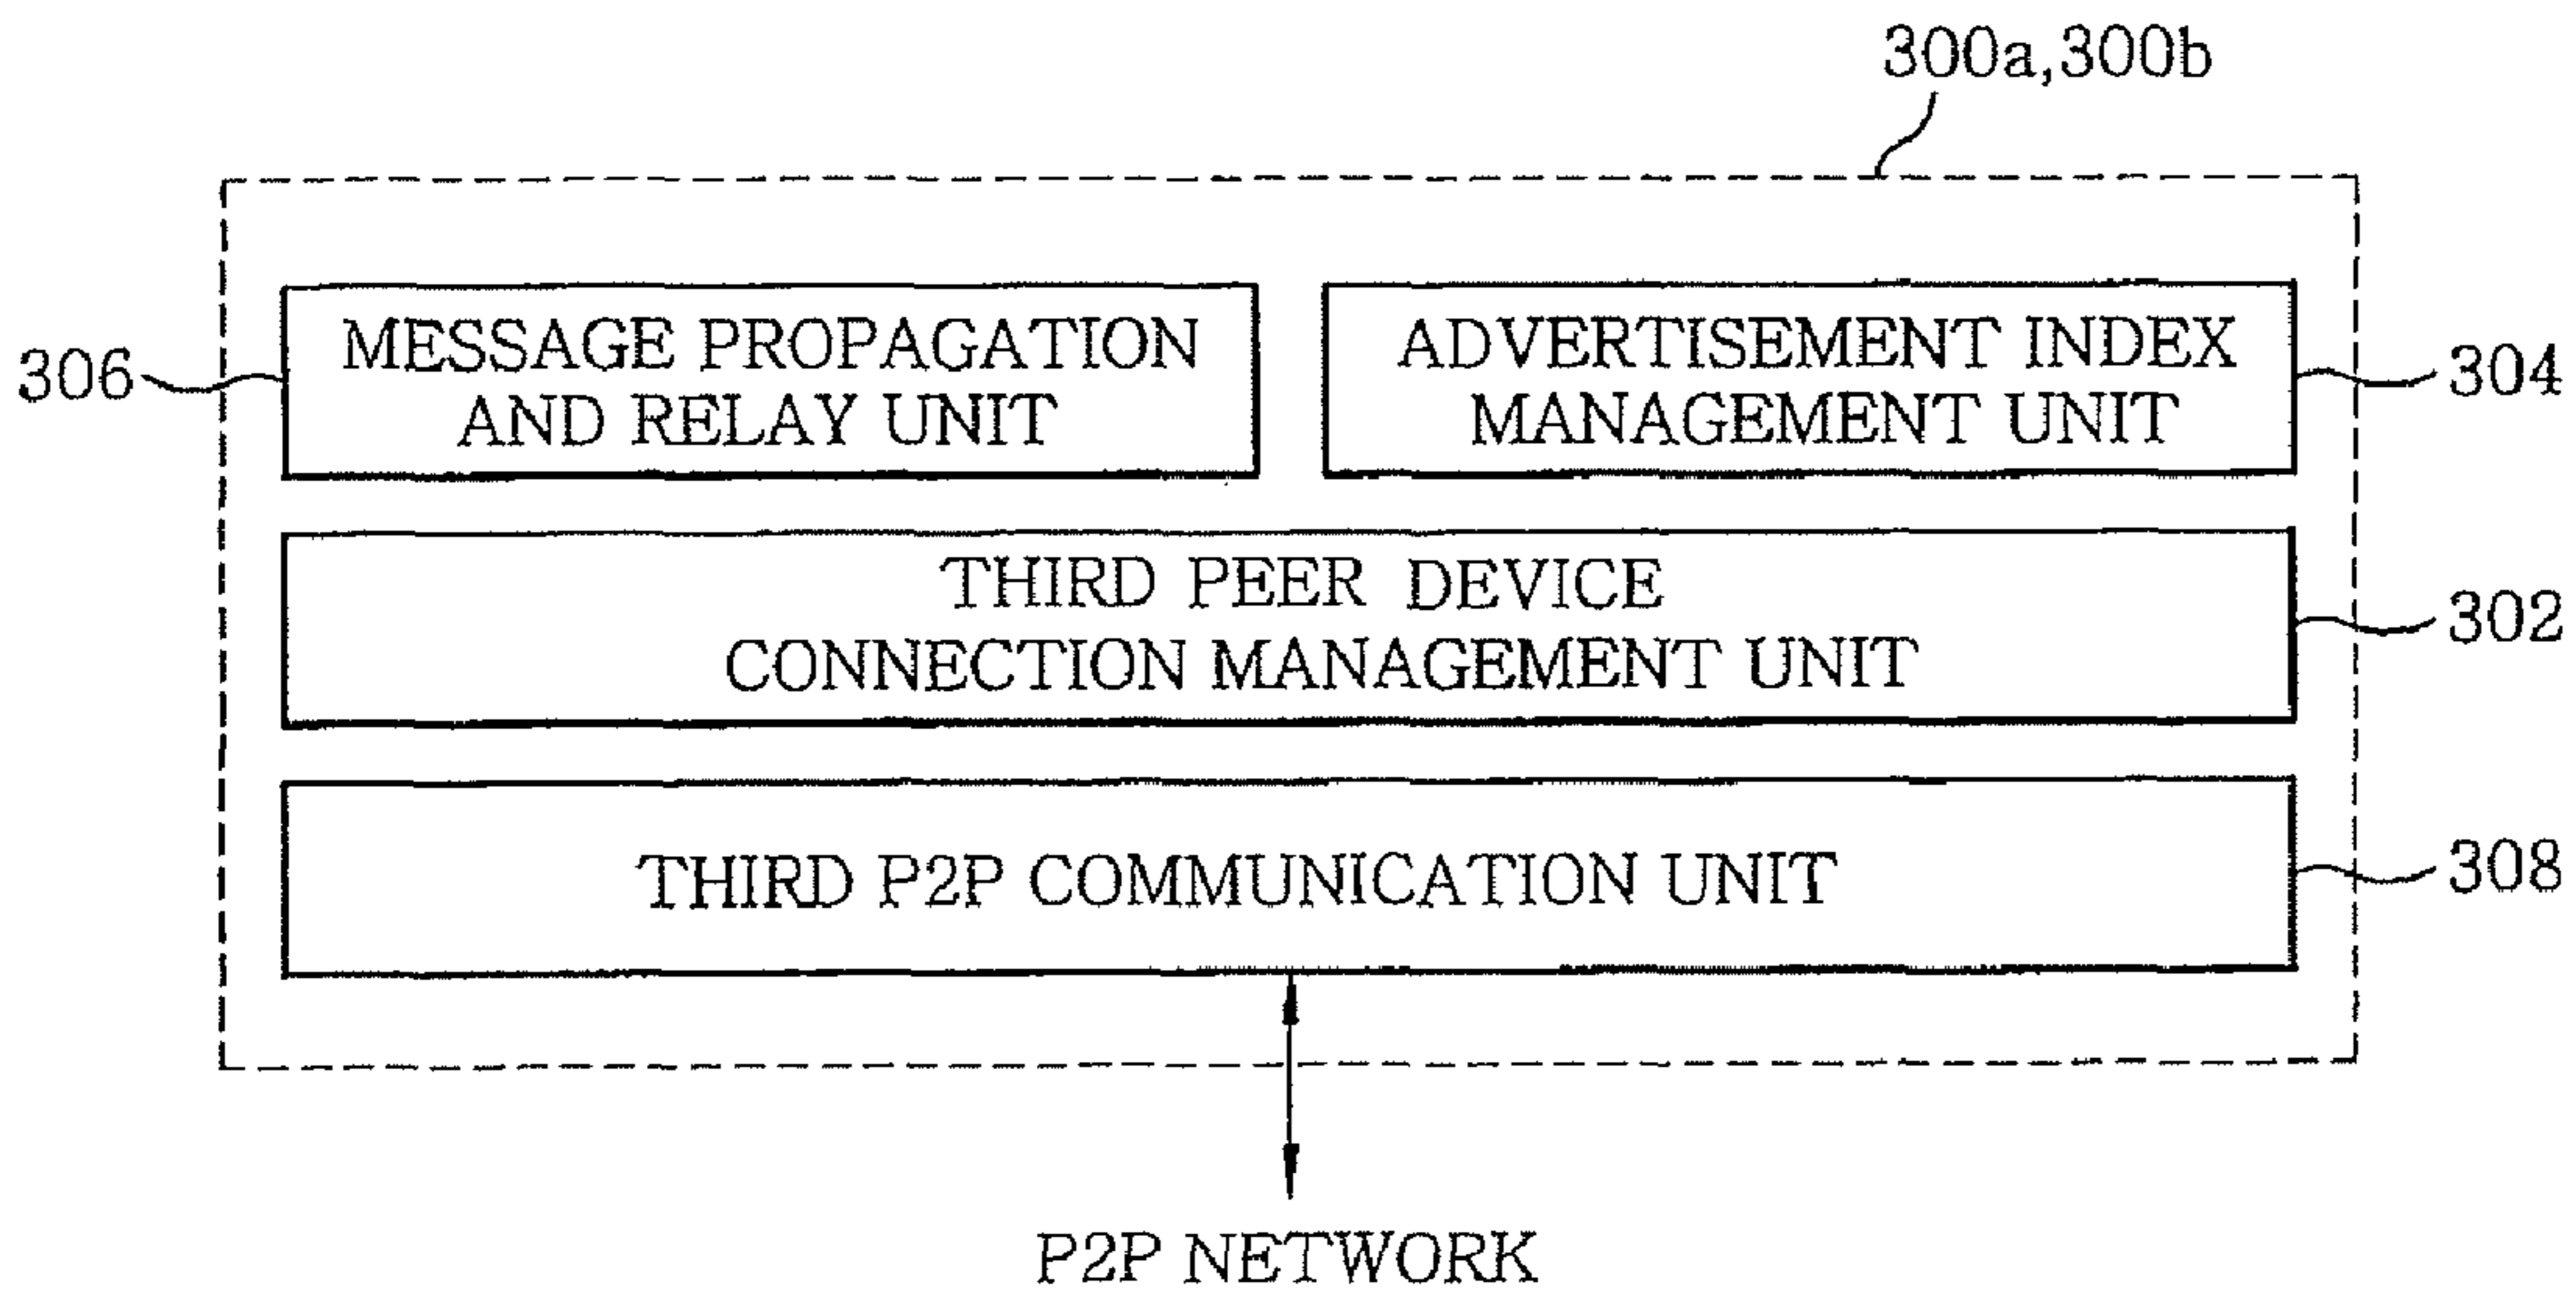 300a,300b
MESSAGE PROPAGATION
AND RELAY UNIT
ADVERTISEMENT INDEX
MANAGEMENT UNIT
306
304
THIRD PEER DEVICE
CONNECTION MANAGEMENT UNIT
302
THIRD P2P COMMUNICATION UNIT
308
P2P NETWORK